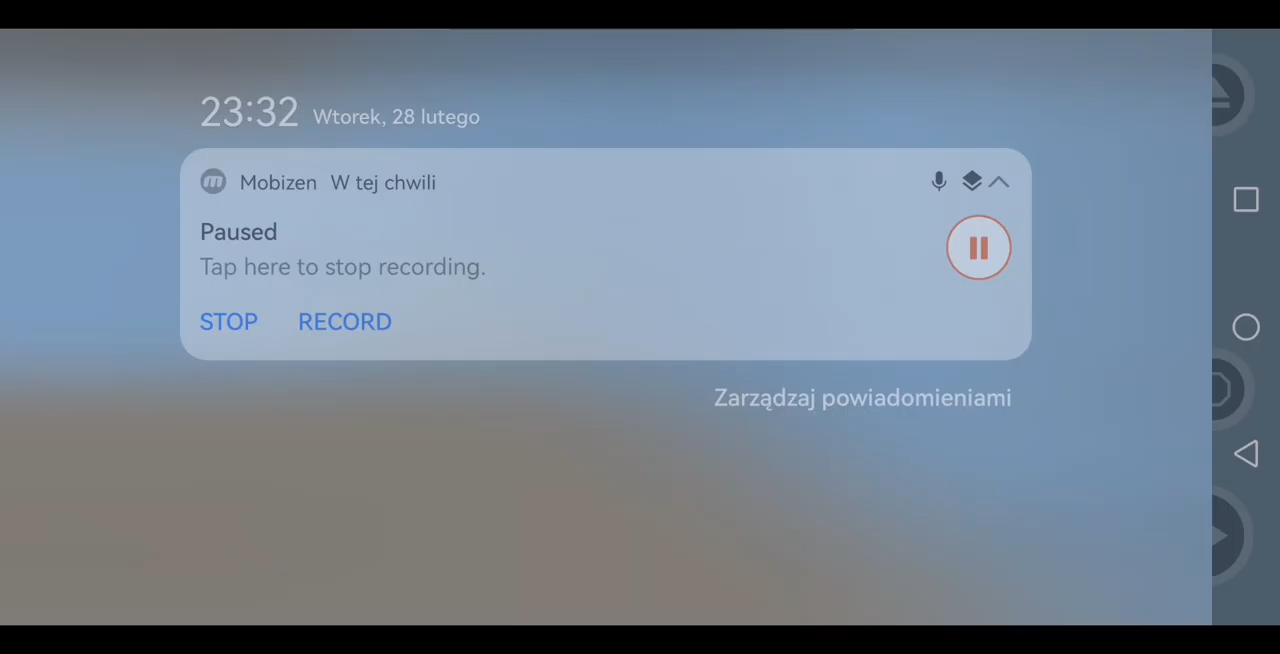 23:32 Wtorek, 28 lutego
Mobizen W tej chwili
Paused
Tap here to stop recording.
STOP RECORD
Zarządzaj powiadomieniami